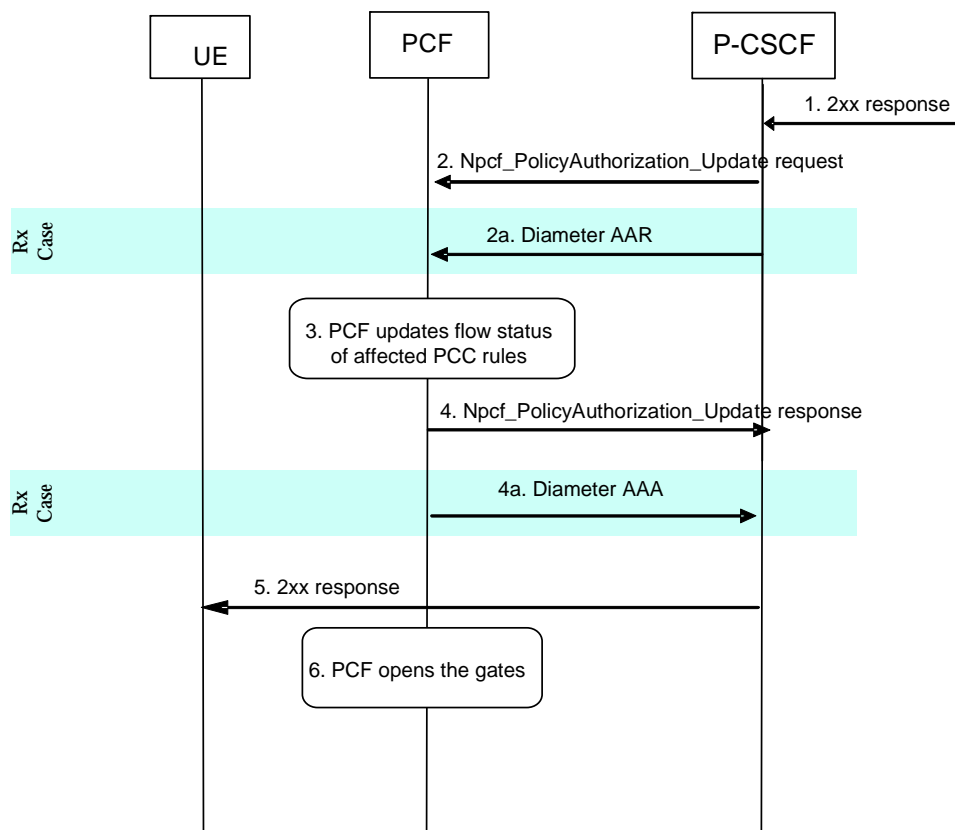 UE
PCF
P-CSCF
1. 2xx response
2. Npcf_PolicyAuthorization_Update request
Rx
Case
2a. Diameter AAR
3. PCF updates flow status
of affected PCC rules
4. Npcf_PolicyAuthorization_Update response
Rx
Case
4a. Diameter AAA
5. 2xx response
6. PCF opens the gates